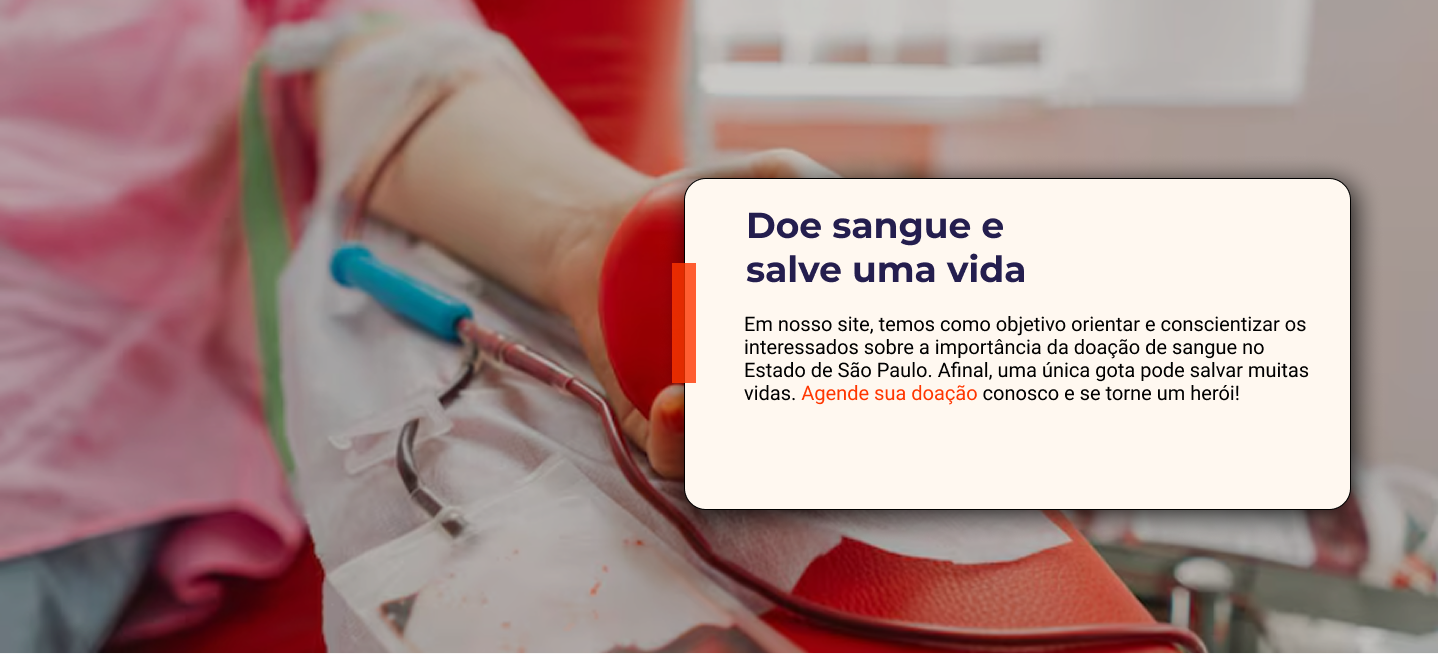 Doe sangue e
salve uma vida
Em nosso site, temos como objetivo orientar e conscientizar os
interessados sobre a importância da doação de sangue no
Estado de São Paulo. Afinal, uma única gota pode salvar muitas
vidas. Agende sua doação conosco e se torne um herói!